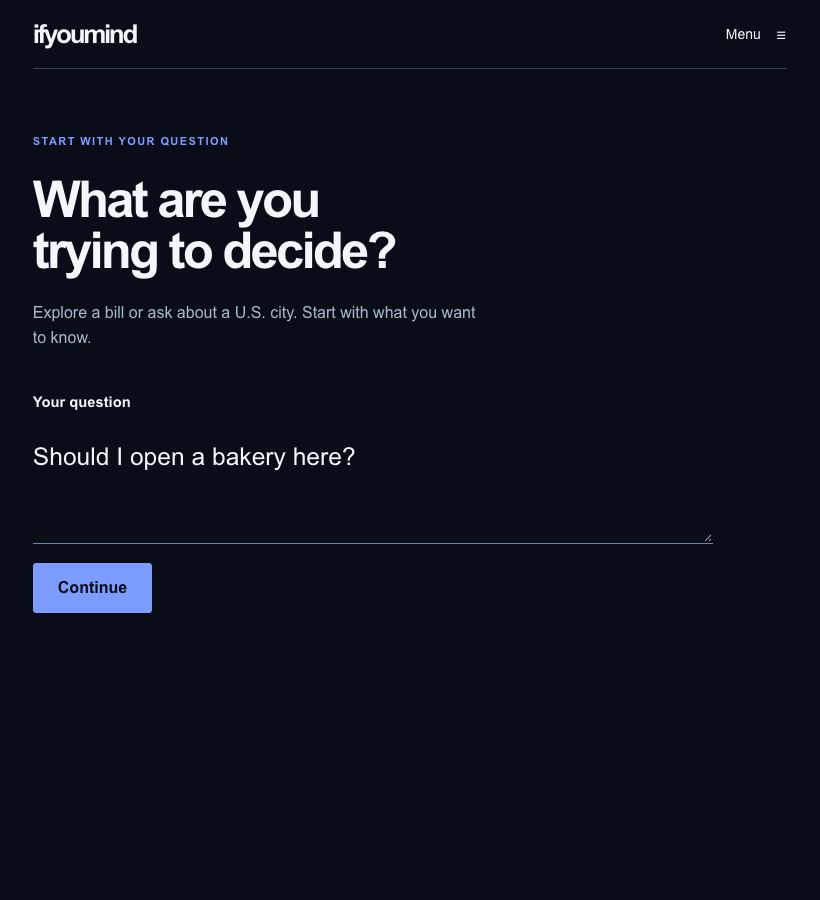 ifyoumind
Menu ≡
START WITH YOUR QUESTION
What are you
trying to decide?
Explore a bill or ask about a U.S. city. Start with what you want
to know.
Your question
Should I open a bakery here?
Continue